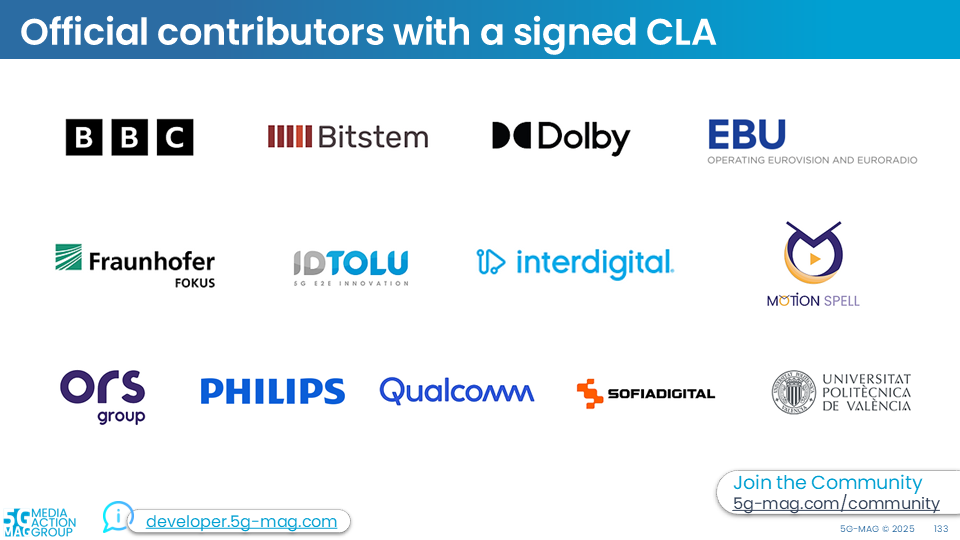 Official contributors with a signed CLA
BBC
Bitstem
Dolby
EBU
OPERATING EUROVISION AND EURORADIO
Fraunhofer
FOKUS
IDTOLU
5G E2E INNOVATION
interdigital.
MOTION SPELL
ors
group
PHILIPS
Qualcomm
SOFIADIGITAL
UNIVERSITAT
POLITÈCNICA
DE VALÈNCIA
Join the Community
5g-mag.com/community
5G MEDIA
ACTION
MAG GROUP
developer.5g-mag.com
5G-MAG © 2025
133